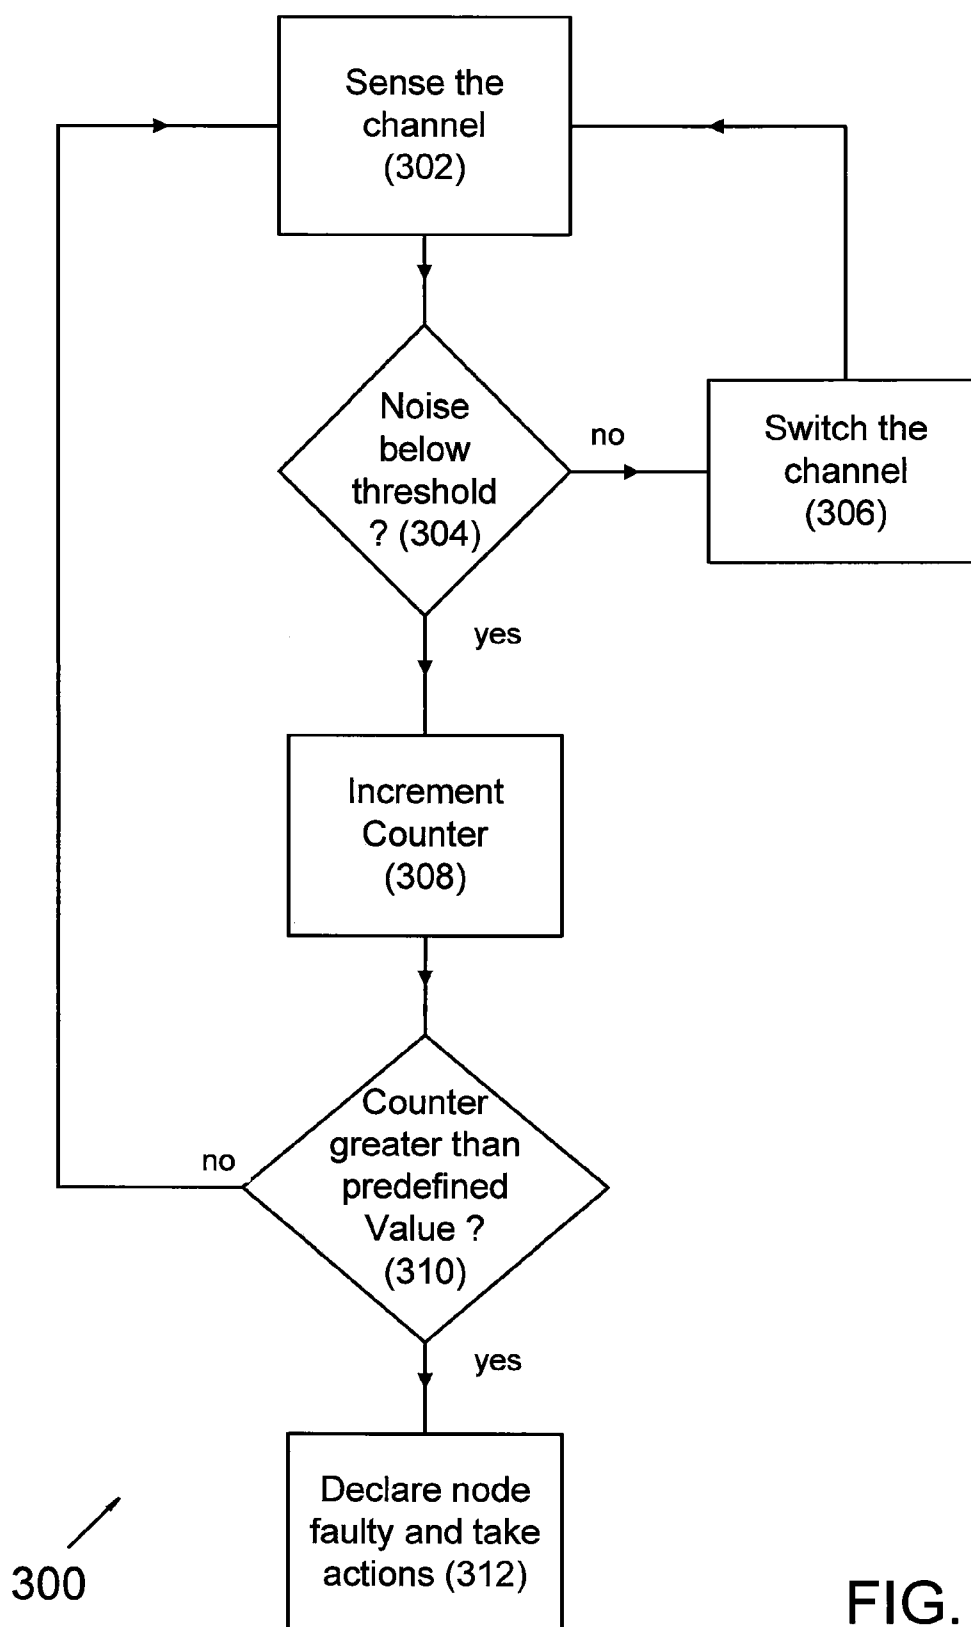 Sense the
channel
(302)
Noise
below
threshold
? (304)
no
Switch the
channel
(306)
yes
Increment
Counter
(308)
Counter
greater than
predefined
Value ?
(310)
no
yes
Declare node
faulty and take
actions (312)
300
FIG.